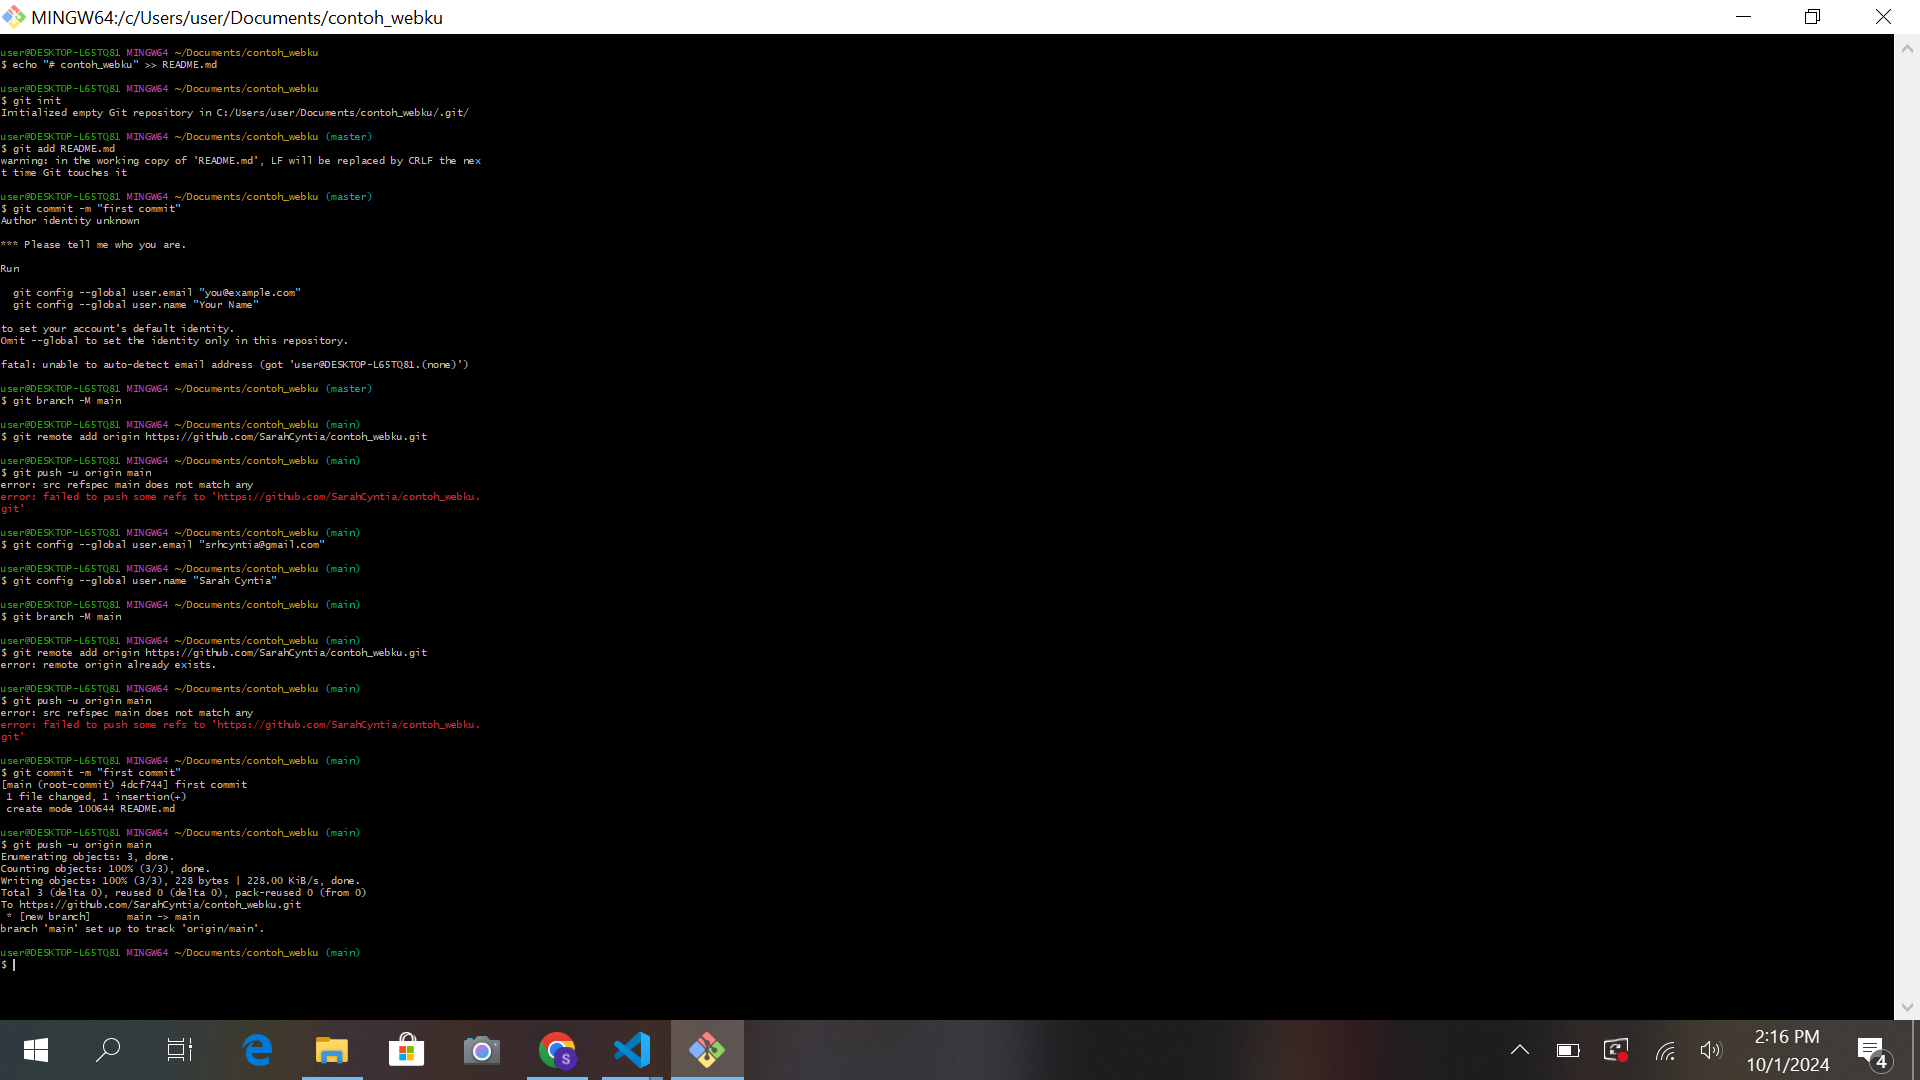 MINGW64:/c/Users/user/Documents/contoh_webku
user@DESKTOP-L65TQ81 MINGW64 ~/Documents/contoh_webku
$ echo "# contoh_webku" >> README.md
user@DESKTOP-L65TQ81 MINGW64 ~/Documents/contoh_webku
$ git init
Initialized empty Git repository in C:/Users/user/Documents/contoh_webku/.git/
user@DESKTOP-L65TQ81 MINGW64 ~/Documents/contoh_webku (master)
$ git add README.md
warning: in the working copy of 'README.md', LF will be replaced by CRLF the nex
t time Git touches it
user@DESKTOP-L65TQ81 MINGW64 ~/Documents/contoh_webku (master)
$ git commit -m "first commit"
Author identity unknown
*** Please tell me who you are.
Run
git config --global user.email "you@example.com"
git config --global user.name "Your Name"
to set your account's default identity.
Omit --global to set the identity only in this repository.
fatal: unable to auto-detect email address (got 'user@DESKTOP-L65TQ81.(none)')
user@DESKTOP-L65TQ81 MINGW64 ~/Documents/contoh_webku (master)
$ git branch -M main
user@DESKTOP-L65TQ81 MINGW64 ~/Documents/contoh_webku (main)
$ git remote add origin https://github.com/SarahCyntia/contoh_webku.git
user@DESKTOP-L65TQ81 MINGW64 ~/Documents/contoh_webku (main)
$ git push -u origin main
error: src refspec main does not match any
error: failed to push some refs to 'https://github.com/SarahCyntia/contoh_webku.
git'
user@DESKTOP-L65TQ81 MINGW64 ~/Documents/contoh_webku (main)
$ git config --global user.email "srhcyntia@gmail.com"
user@DESKTOP-L65TQ81 MINGW64 ~/Documents/contoh_webku (main)
$ git config --global user.name "Sarah Cyntia"
user@DESKTOP-L65TQ81 MINGW64 ~/Documents/contoh_webku (main)
$ git branch -M main
user@DESKTOP-L65TQ81 MINGW64 ~/Documents/contoh_webku (main)
$ git remote add origin https://github.com/SarahCyntia/contoh_webku.git
error: remote origin already exists.
user@DESKTOP-L65TQ81 MINGW64 ~/Documents/contoh_webku (main)
$ git push -u origin main
error: src refspec main does not match any
error: failed to push some refs to 'https://github.com/SarahCyntia/contoh_webku.
git'
user@DESKTOP-L65TQ81 MINGW64 ~/Documents/contoh_webku (main)
$ git commit -m "first commit"
[main (root-commit) 4dcf744] first commit
1 file changed, 1 insertion(+)
create mode 100644 README.md
user@DESKTOP-L65TQ81 MINGW64 ~/Documents/contoh_webku (main)
$ git push -u origin main
Enumerating objects: 3, done.
Counting objects: 100% (3/3), done.
Writing objects: 100% (3/3), 228 bytes | 228.00 KiB/s, done.
Total 3 (delta 0), reused 0 (delta 0), pack-reused 0 (from 0)
To https://github.com/SarahCyntia/contoh_webku.git
* [new branch]      main -> main
branch 'main' set up to track 'origin/main'.
user@DESKTOP-L65TQ81 MINGW64 ~/Documents/contoh_webku (main)
$
S
2:16 PM
10/1/2024
4